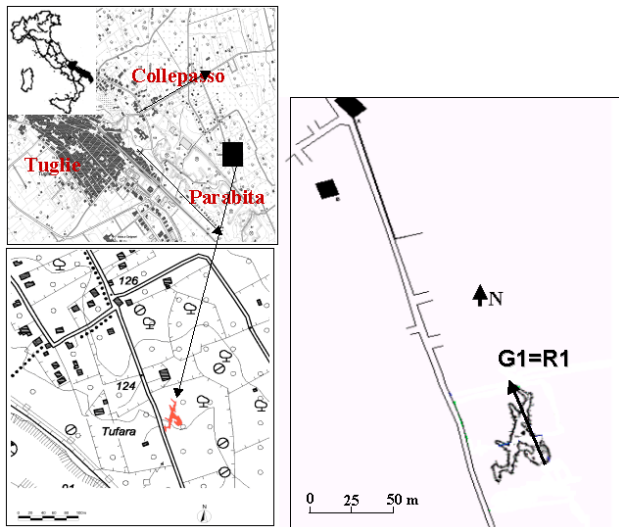 Collepasso
Tuglie
Parabita
126
124
Tufara
N
N
G1=R1
0 25 50 m